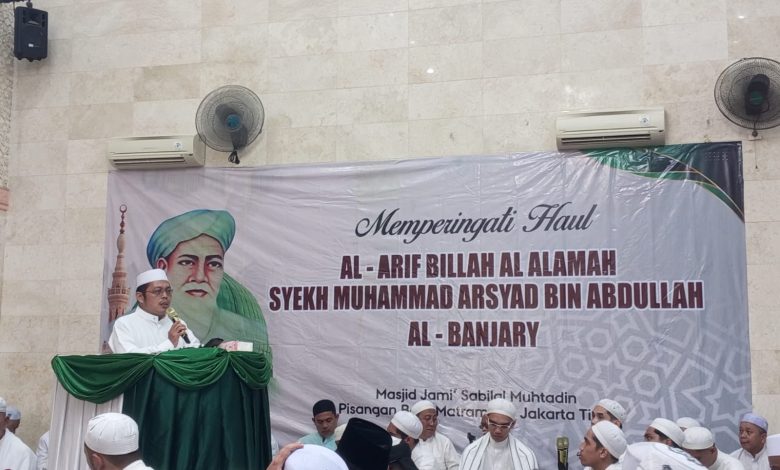 Memperingati Haul
AL - ARIF BILLAH AL ALAMAH
SYEKH MUHAMMAD ARSYAD BIN ABDULLAH
AL - BANJARY
Masjid Jami' Sabilal Muhtadin
Pisangan Matram Jakarta